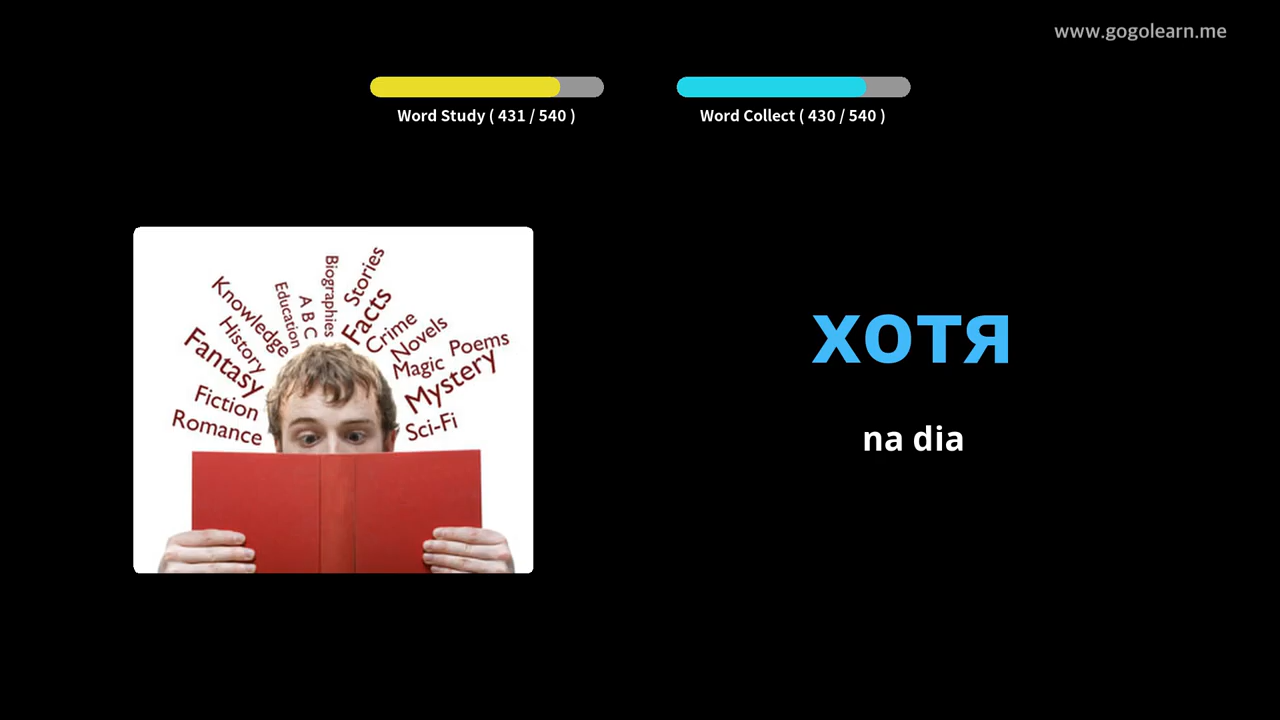 www.gogolearn.me
Word Study ( 431 / 540 )
Word Collect ( 430 / 540 )
Biographies
Stories
Knowledge
Education
A B C
Facts
Crime
History
Novels
Poems
Fantasy
Magic
Mystery
Fiction
Romance
Sci-Fi
хотя
na dia